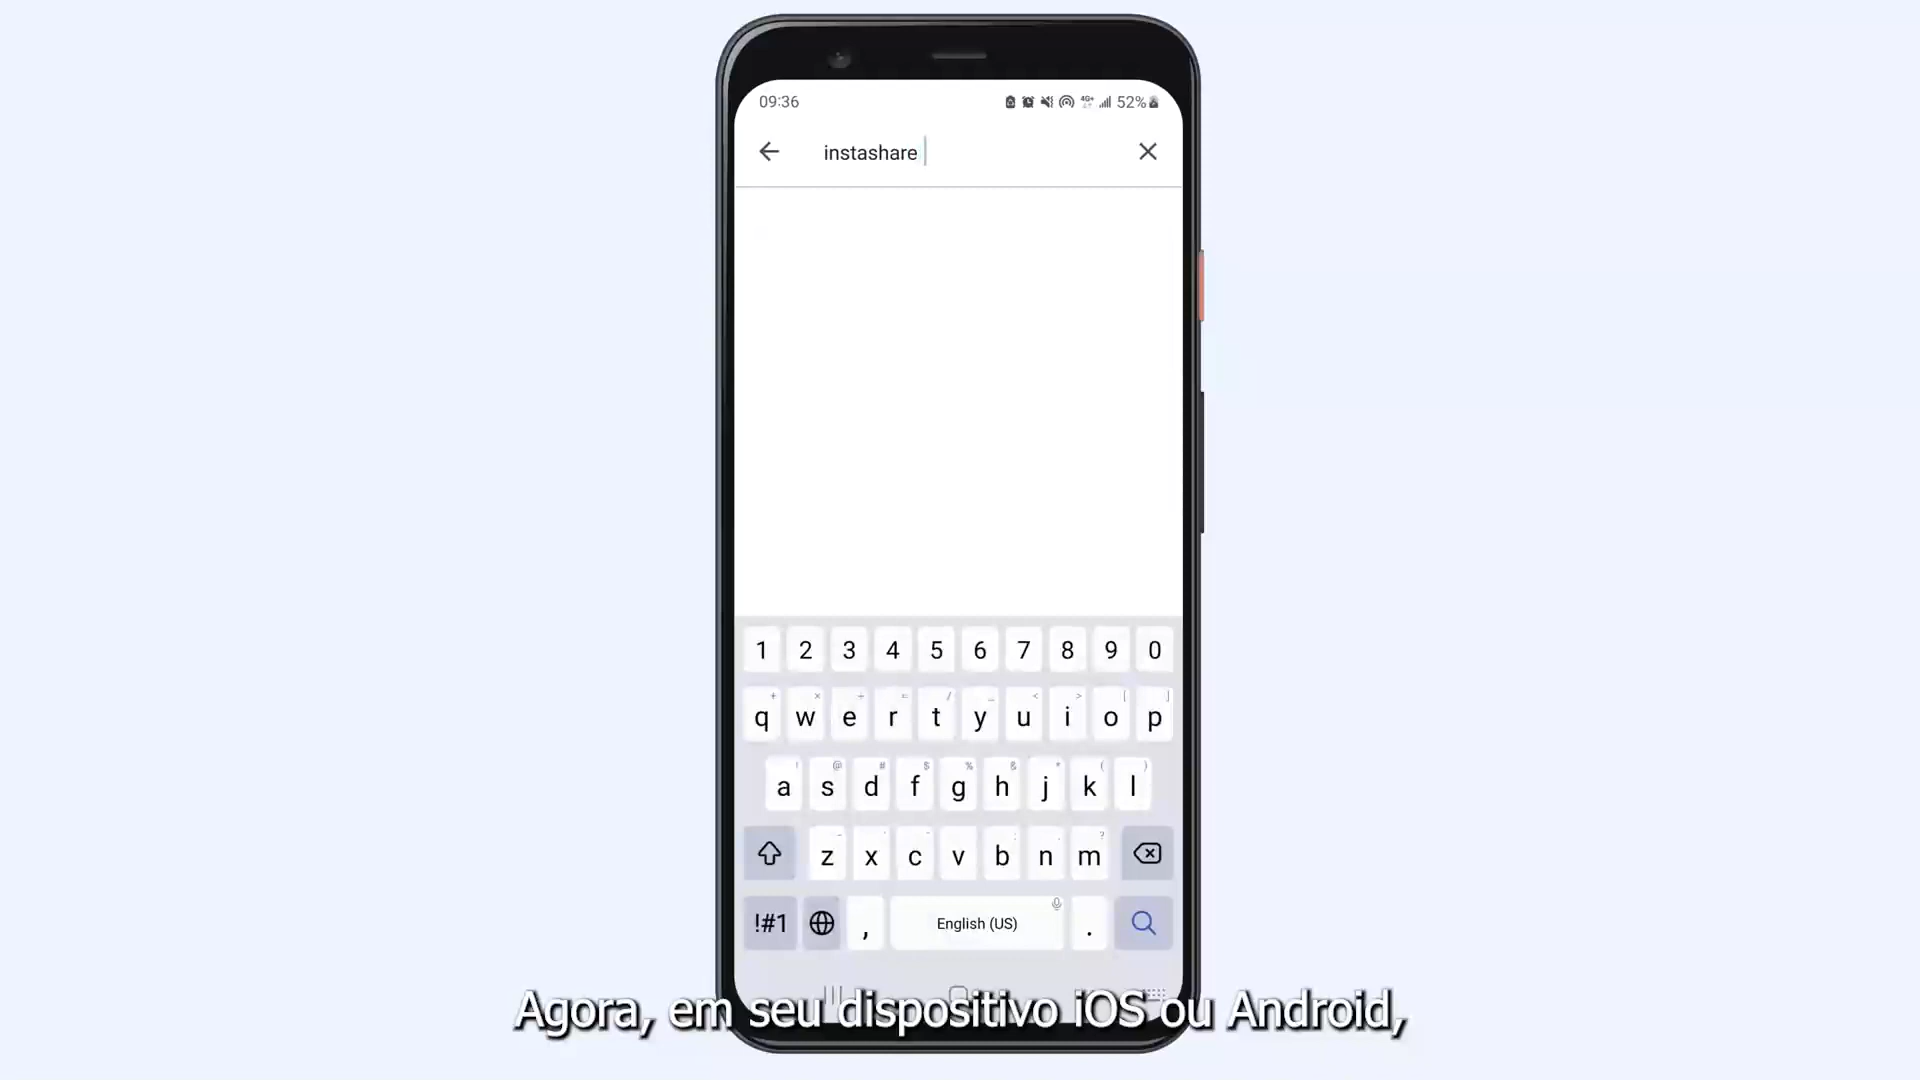 09:36 4G+ 52%
instashare
1 2 3 4 5 6 7 8 9 0
+ × ÷ = / _ < > [ ]
q w e r t y u i o p
! @ # $ % & * ( )
a s d f g h j k l
z x c v b n m
!#1 , English (US) .
Agora, em seu dispositivo iOS ou Android,